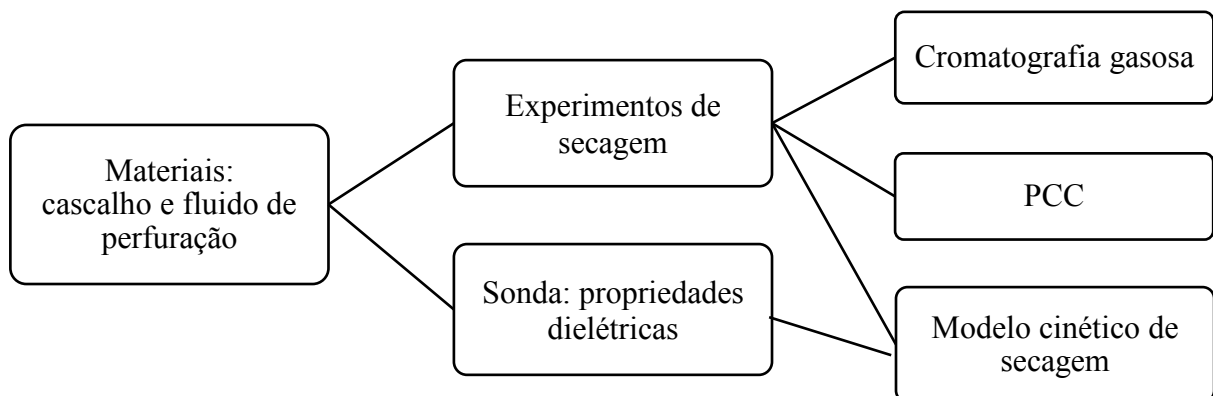 Materiais:
cascalho e fluido de
perfuração
Experimentos de
secagem
Sonda: propriedades
dielétricas
Cromatografia gasosa
PCC
Modelo cinético de
secagem